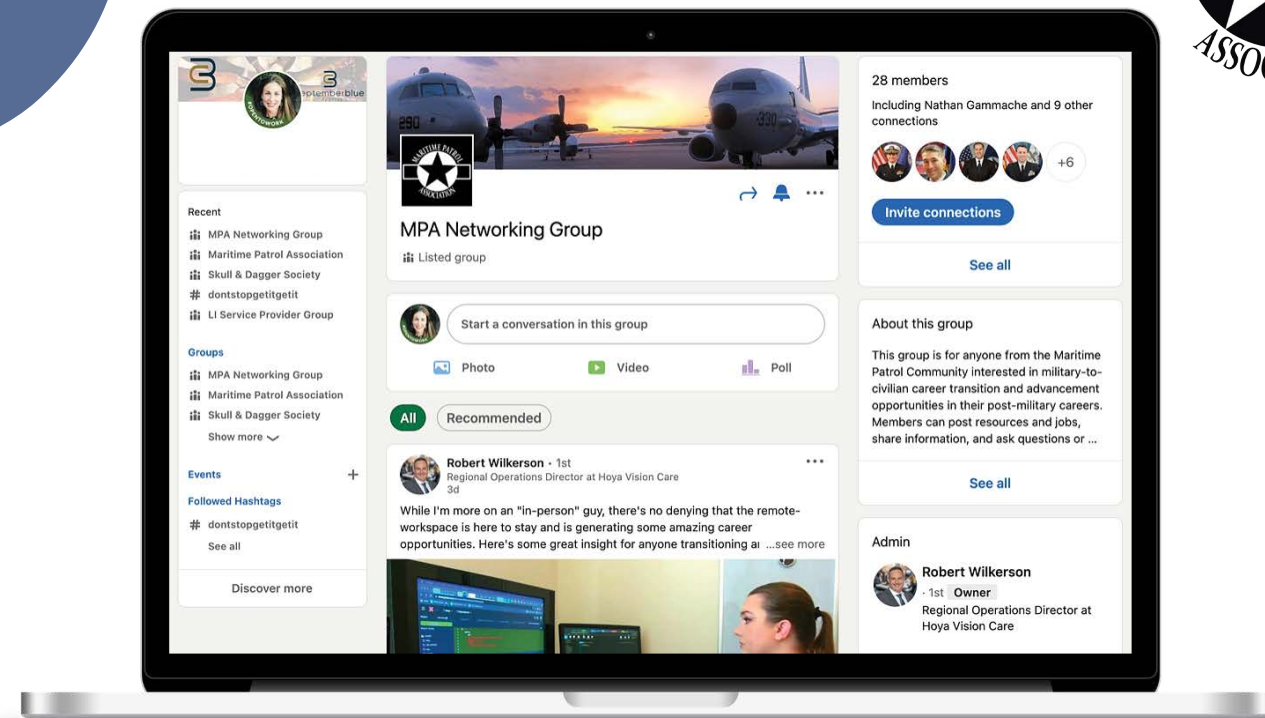 ASSOC
eptemberblue
#OPENTOWORK
Recent
MPA Networking Group
Maritime Patrol Association
Skull & Dagger Society
# dontstopgetitgetit
LI Service Provider Group
Groups
MPA Networking Group
Maritime Patrol Association
Skull & Dagger Society
Show more
Events +
Followed Hashtags
# dontstopgetitgetit
See all
Discover more
290
330
MARITIME PATROL
ASSOCIATION
MPA Networking Group
Listed group
Start a conversation in this group
Photo
Video
Poll
All
Recommended
Robert Wilkerson · 1st
Regional Operations Director at Hoya Vision Care
3d
While I'm more on an "in-person" guy, there's no denying that the remote-
workspace is here to stay and is generating some amazing career
opportunities. Here's some great insight for anyone transitioning ...see more
28 members
Including Nathan Gammache and 9 other
connections
+6
Invite connections
See all
About this group
This group is for anyone from the Maritime
Patrol Community interested in military-to-
civilian career transition and advancement
opportunities in their post-military careers.
Members can post resources and jobs,
share information, and ask questions or ...
See all
Admin
Robert Wilkerson
· 1st Owner
Regional Operations Director at
Hoya Vision Care